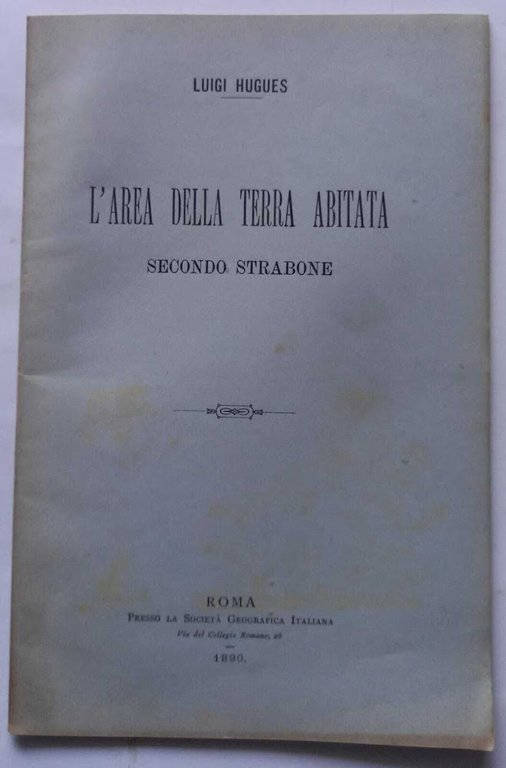 LUIGI HUGUES
L'AREA DELLA TERRA ABITATA
SECONDO STRABONE
ROMA
PRESSO LA SOCIETÀ GEOGRAFICA ITALIANA
Via del Collegio Romano, 26
1890.